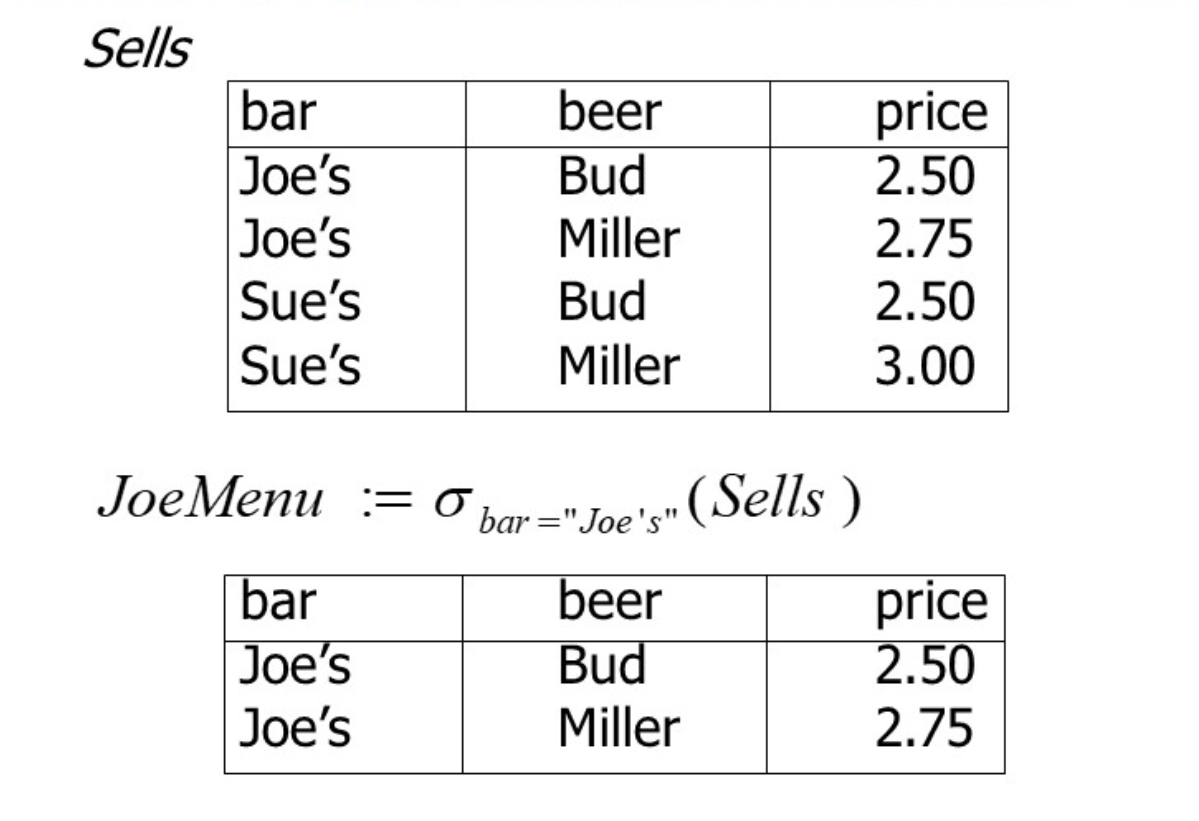 Sells
bar beer price
Joe’s Bud 2.50
Joe’s Miller 2.75
Sue’s Bud 2.50
Sue’s Miller 3.00
JoeMenu := σ bar="Joe's" (Sells )
bar beer price
Joe’s Bud 2.50
Joe’s Miller 2.75